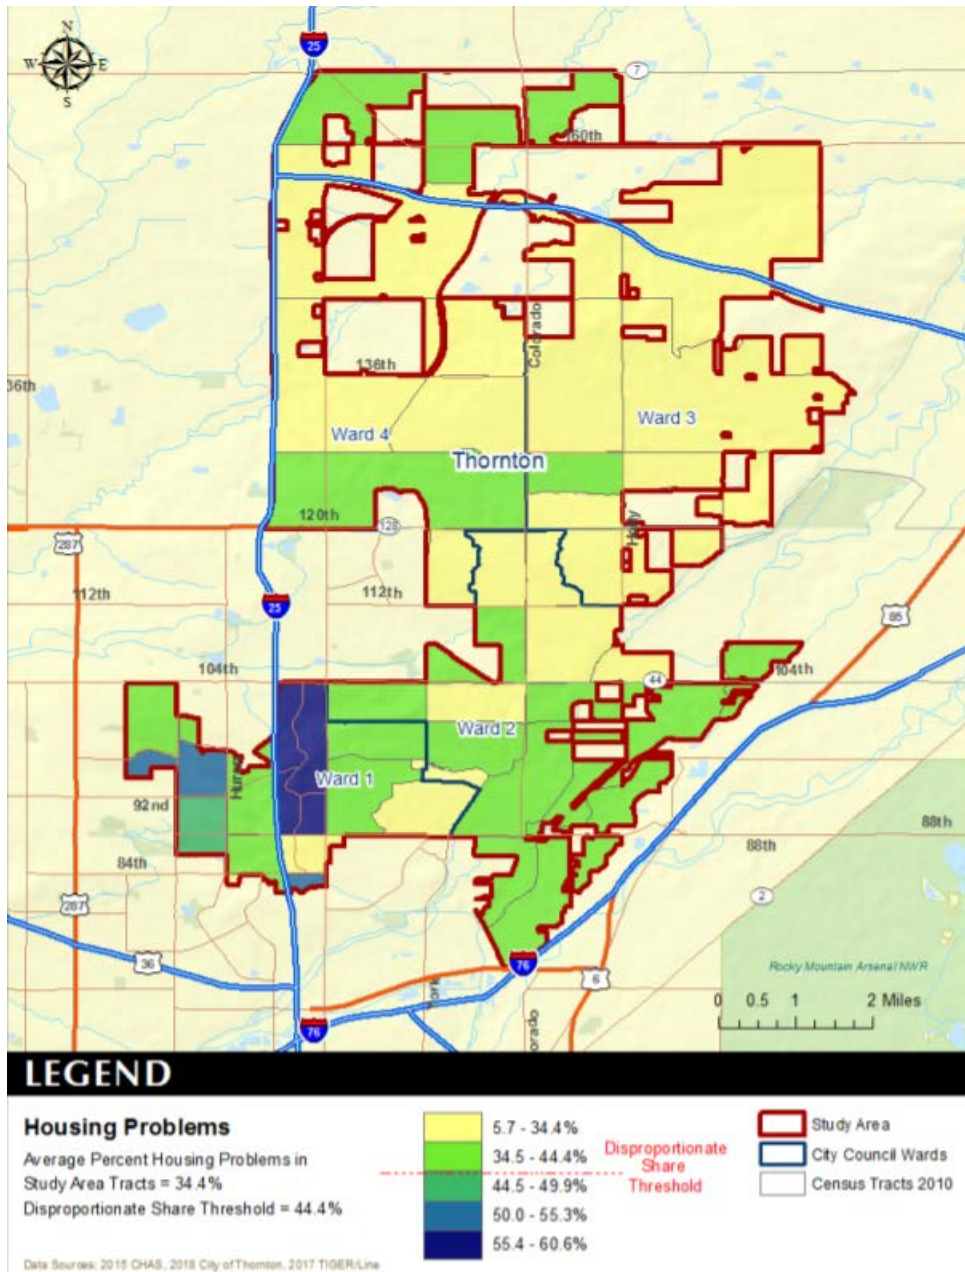 N
W E
S
25
7
160th
136th
Colorado
36th
Ward 4
Ward 3
Thornton
120th
128
Holly
287
112th
112th
25
85
104th
104th
44
Ward 2
Ward 1
Huron
92nd
84th
88th
88th
287
2
36
76
6
Rocky Mountain Arsenal NWR
York
orado
0 0.5 1 2 Miles
76
LEGEND
Housing Problems
Average Percent Housing Problems in
Study Area Tracts = 34.4%
Disproportionate Share Threshold = 44.4%
5.7 - 34.4%
34.5 - 44.4%
44.5 - 49.9%
50.0 - 55.3%
55.4 - 60.6%
Disproportionate
Share
Threshold
Study Area
City Council Wards
Census Tracts 2010
Data Sources: 2015 CHAS, 2018 City of Thornton, 2017 TIGER/Line